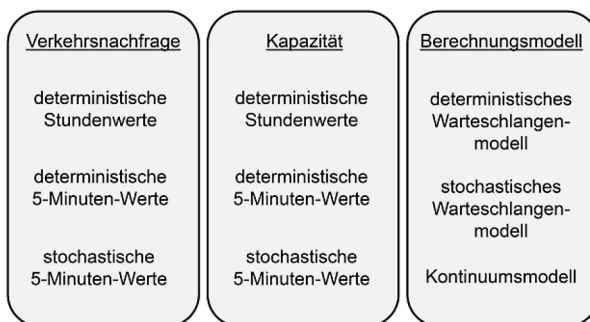 Verkehrsnachfrage
deterministische
Stundenwerte
deterministische
5-Minuten-Werte
stochastische
5-Minuten-Werte
Kapazität
deterministische
Stundenwerte
deterministische
5-Minuten-Werte
stochastische
5-Minuten-Werte
Berechnungsmodell
deterministisches
Warteschlangen-
modell
stochastisches
Warteschlangen-
modell
Kontinuumsmodell